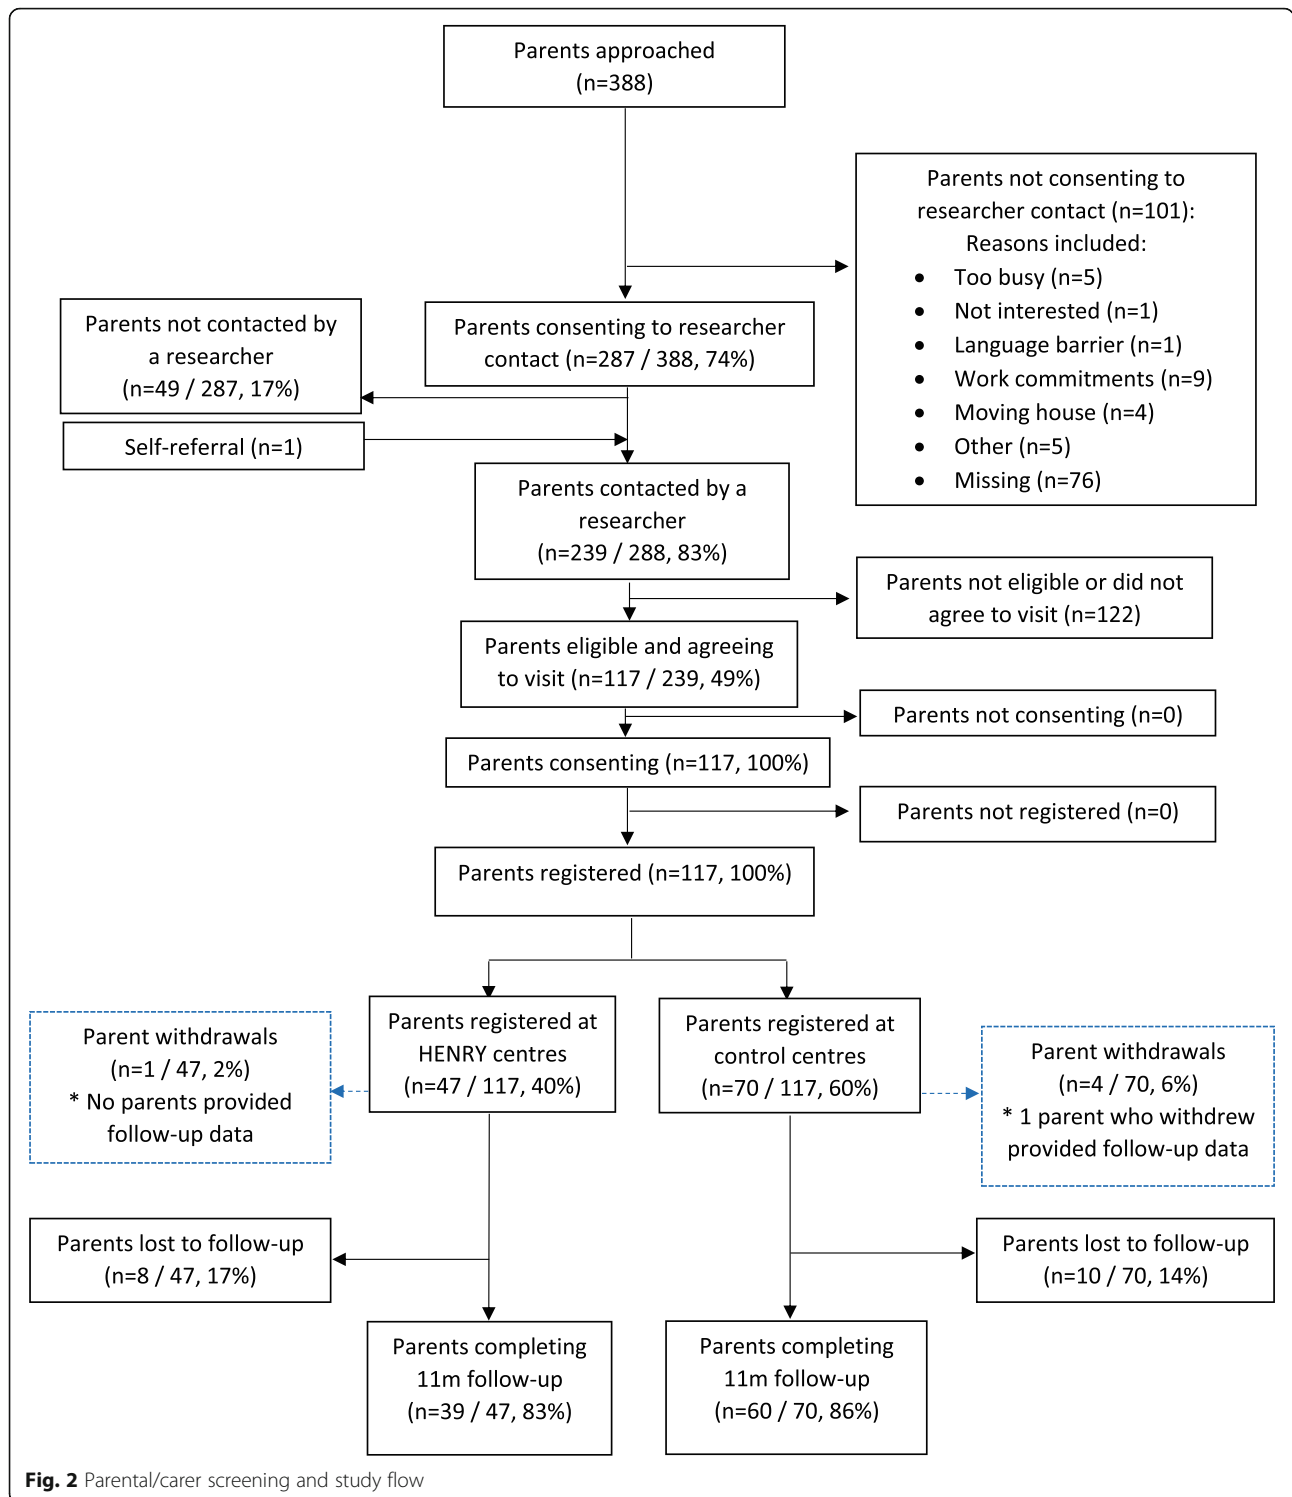 Parents approached
(n=388)
Parents not consenting to
researcher contact (n=101):
Reasons included:
• Too busy (n=5)
• Not interested (n=1)
• Language barrier (n=1)
• Work commitments (n=9)
• Moving house (n=4)
• Other (n=5)
• Missing (n=76)
Parents not contacted by
a researcher
(n=49 / 287, 17%)
Parents consenting to researcher
contact (n=287 / 388, 74%)
Self-referral (n=1)
Parents contacted by a
researcher
(n=239 / 288, 83%)
Parents not eligible or did not
agree to visit (n=122)
Parents eligible and agreeing
to visit (n=117 / 239, 49%)
Parents not consenting (n=0)
Parents consenting (n=117, 100%)
Parents not registered (n=0)
Parents registered (n=117, 100%)
Parents registered at
HENRY centres
(n=47 / 117, 40%)
Parents registered at
control centres
(n=70 / 117, 60%)
Parent withdrawals
(n=1 / 47, 2%)
* No parents provided
follow-up data
Parent withdrawals
(n=4 / 70, 6%)
* 1 parent who withdrew
provided follow-up data
Parents lost to follow-up
(n=8 / 47, 17%)
Parents lost to follow-up
(n=10 / 70, 14%)
Parents completing
11m follow-up
(n=39 / 47, 83%)
Parents completing
11m follow-up
(n=60 / 70, 86%)
Fig. 2 Parental/carer screening and study flow